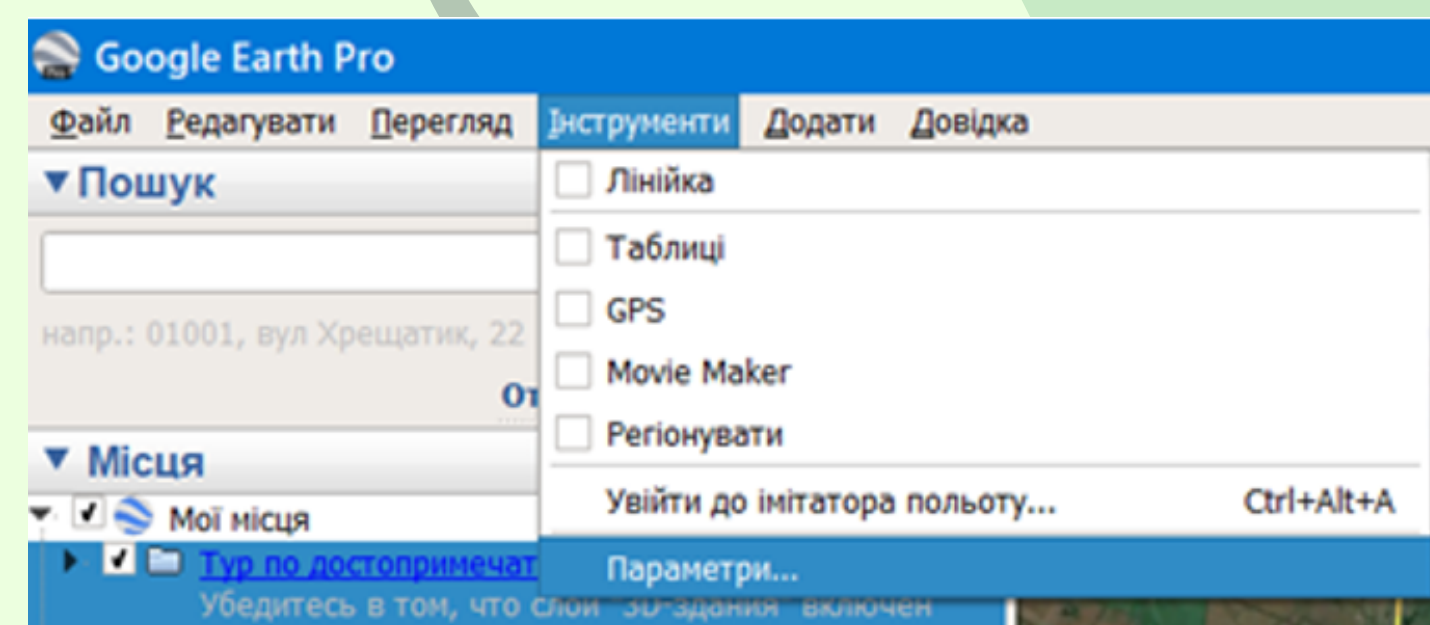 Google Earth Pro
Файл Редагувати Перегляд Інструменти Додати Довідка
Пошук
напр.: 01001, вул Хрещатик, 22
От
Місця
Мої місця
Тур по достопримечат
Убедитесь в том, что слой "3D-здания" включен
Лінійка
Таблиці
GPS
Movie Maker
Регіонувати
Увійти до імітатора польоту... Ctrl+Alt+A
Параметри...